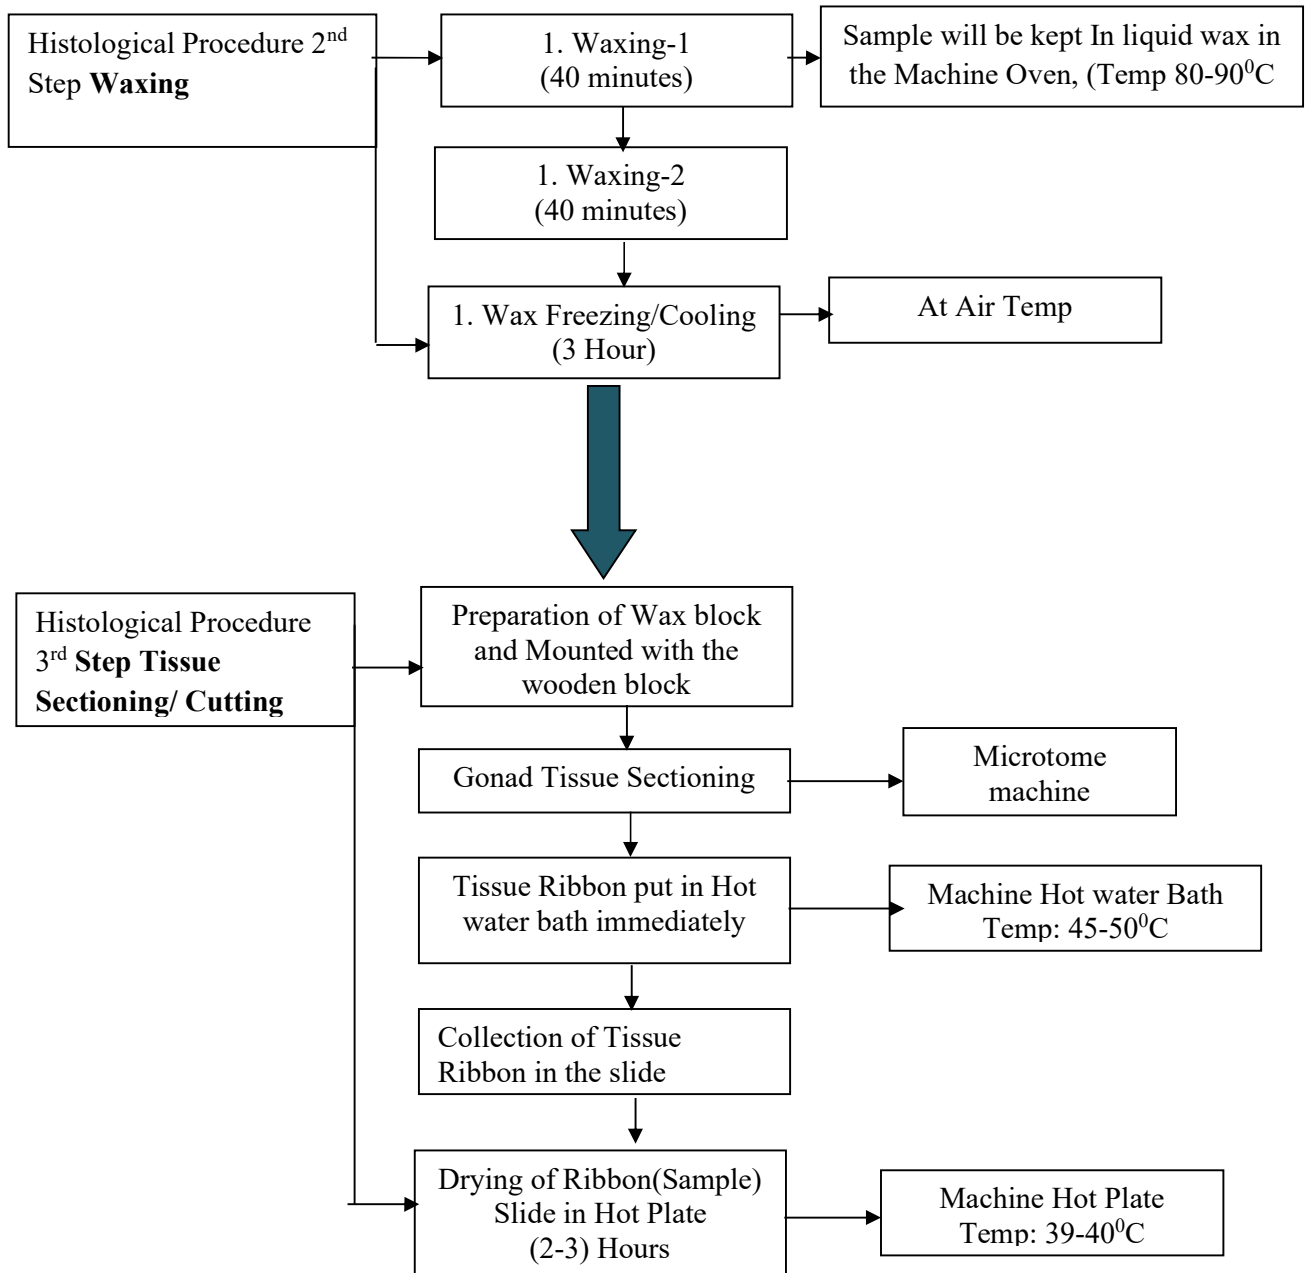 Histological Procedure 2nd
Step Waxing
1. Waxing-1
(40 minutes)
Sample will be kept In liquid wax in
the Machine Oven, (Temp 80-90⁰C
1. Waxing-2
(40 minutes)
1. Wax Freezing/Cooling
(3 Hour)
At Air Temp
Histological Procedure
3rd Step Tissue
Sectioning/ Cutting
Preparation of Wax block
and Mounted with the
wooden block
Gonad Tissue Sectioning
Microtome
machine
Tissue Ribbon put in Hot
water bath immediately
Machine Hot water Bath
Temp: 45-50⁰C
Collection of Tissue
Ribbon in the slide
Drying of Ribbon(Sample)
Slide in Hot Plate
(2-3) Hours
Machine Hot Plate
Temp: 39-40⁰C